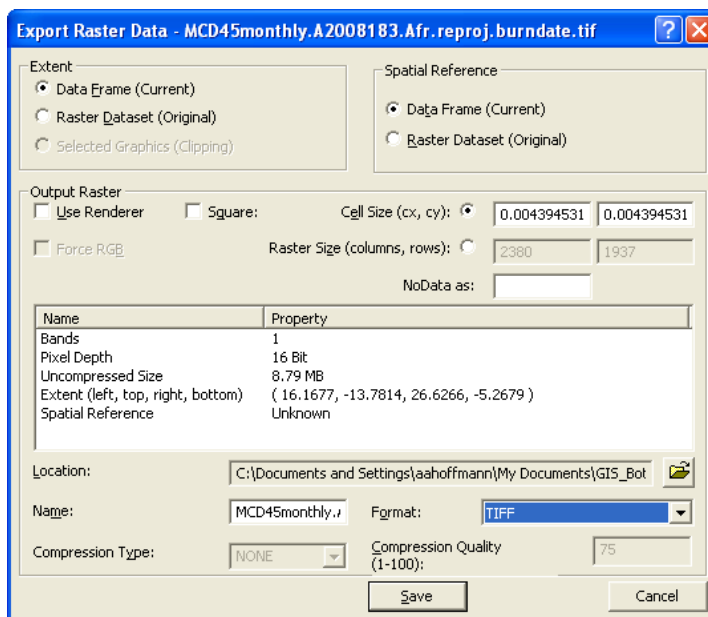 Export Raster Data - MCD45monthly.A2008183.Afr.reproj.burndate.tif
Extent
Data Frame (Current)
Raster Dataset (Original)
Selected Graphics (Clipping)
Spatial Reference
Data Frame (Current)
Raster Dataset (Original)
Output Raster
Use Renderer
Square:
Cell Size (cx, cy):
0.004394531
0.004394531
Force RGB
Raster Size (columns, rows):
2380
1937
NoData as:
Name Property
Bands 1
Pixel Depth 16 Bit
Uncompressed Size 8.79 MB
Extent (left, top, right, bottom) ( 16.1677, -13.7814, 26.6266, -5.2679 )
Spatial Reference Unknown
Location: C:\Documents and Settings\aahoffmann\My Documents\GIS_Bot
Name: MCD45monthly.A
Format: TIFF
Compression Type: NONE
Compression Quality
(1-100):
75
Save
Cancel